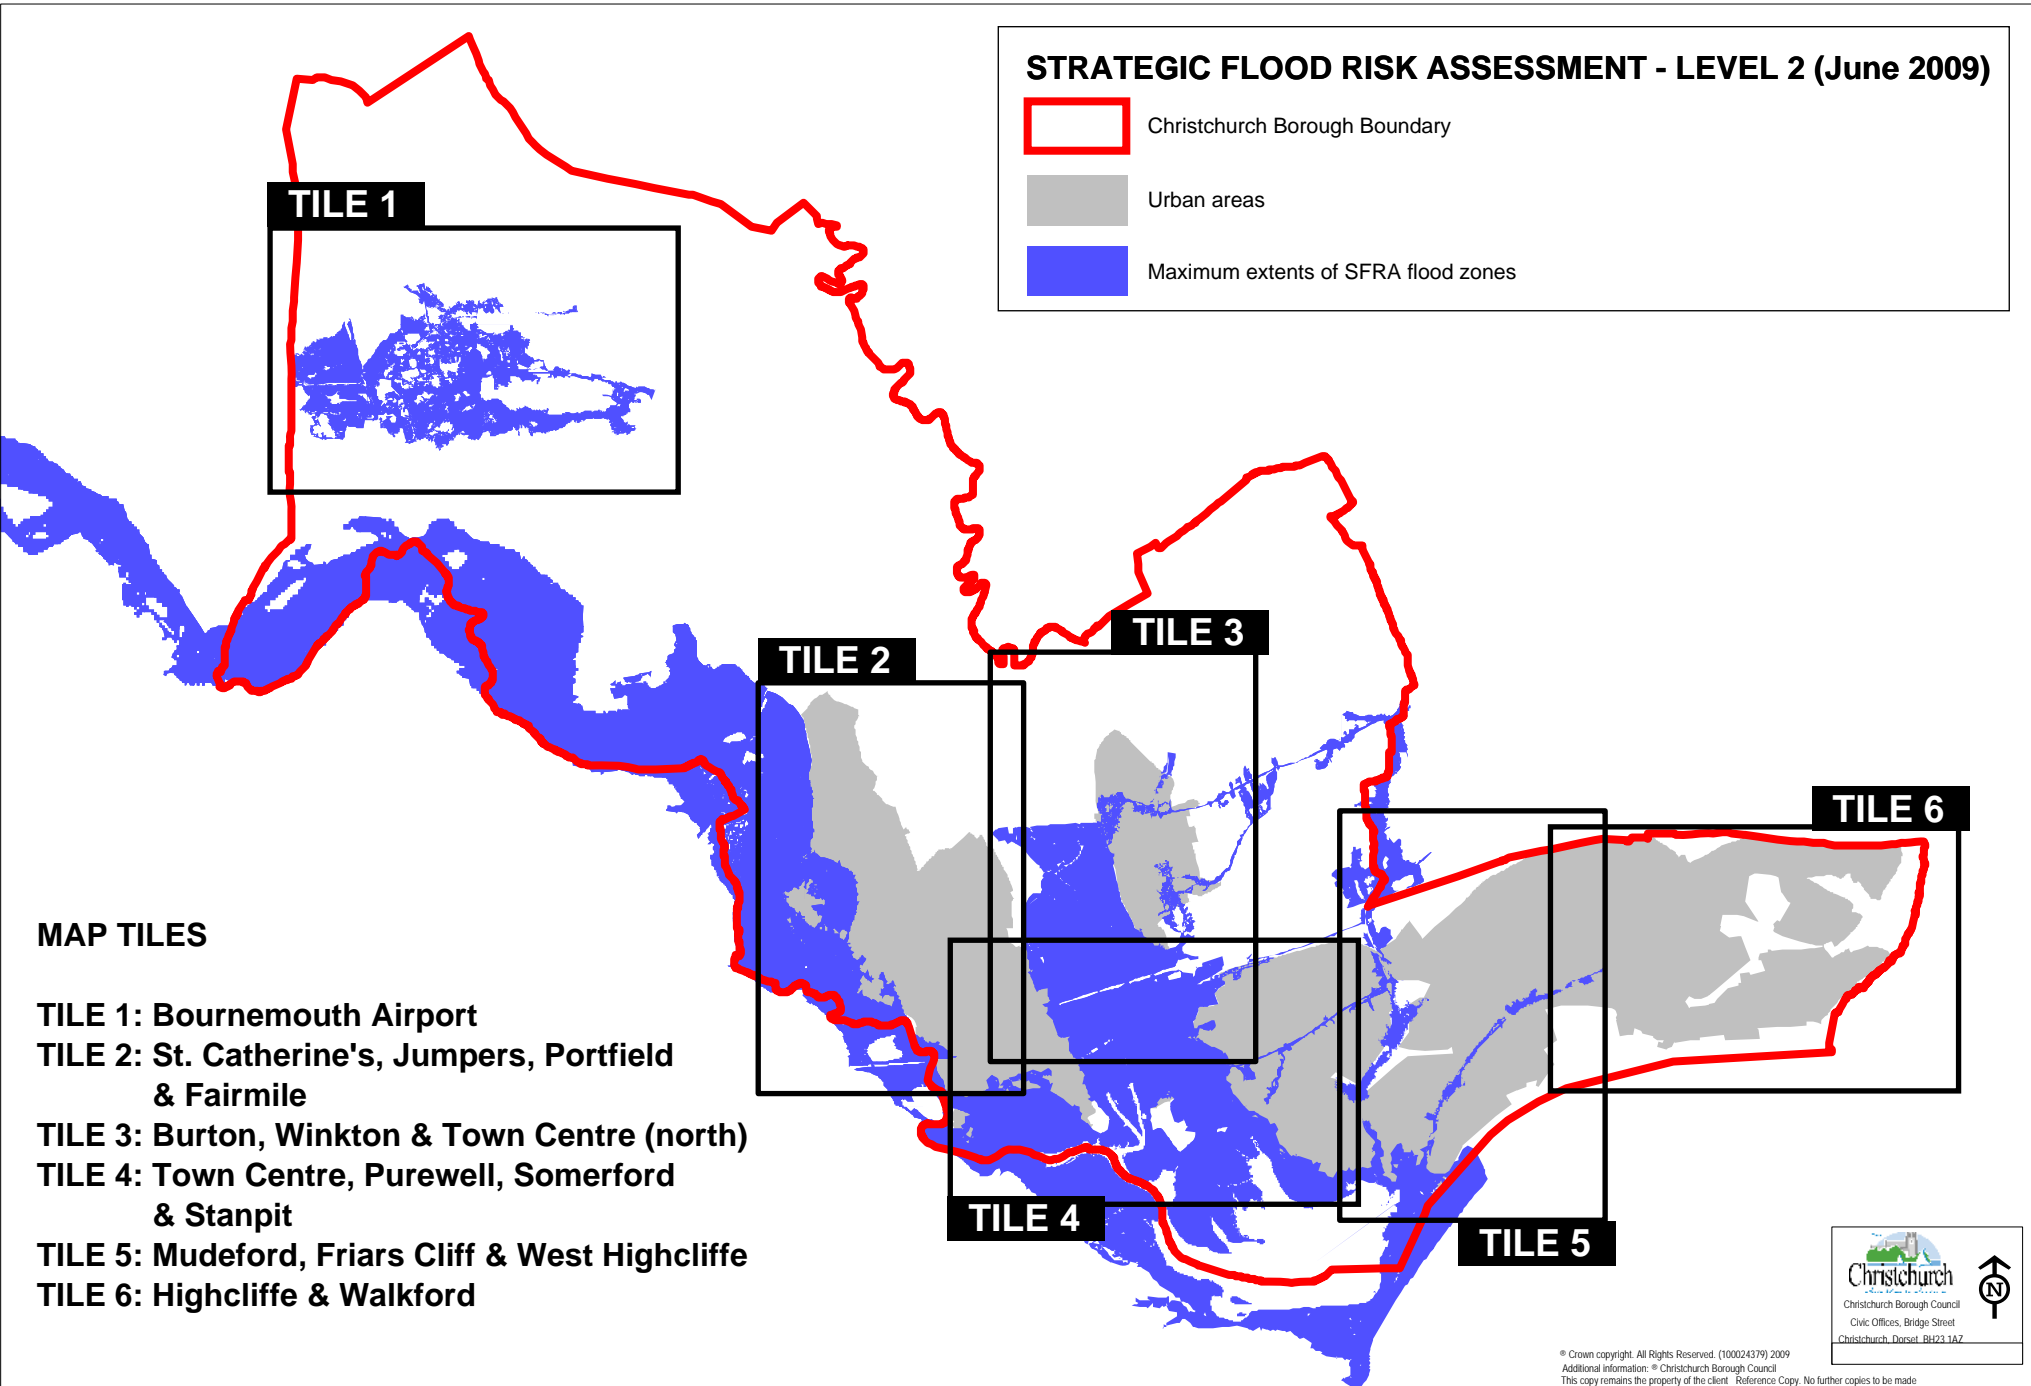 STRATEGIC FLOOD RISK ASSESSMENT - LEVEL 2 (June 2009)
Christchurch Borough Boundary
Urban areas
Maximum extents of SFRA flood zones
TILE 1
TILE 2
TILE 3
TILE 6
TILE 4
TILE 5
MAP TILES
TILE 1: Bournemouth Airport
TILE 2: St. Catherine's, Jumpers, Portfield
& Fairmile
TILE 3: Burton, Winkton & Town Centre (north)
TILE 4: Town Centre, Purewell, Somerford
& Stanpit
TILE 5: Mudeford, Friars Cliff & West Highcliffe
TILE 6: Highcliffe & Walkford
Christchurch
N
Christchurch Borough Council
Civic Offices, Bridge Street
Christchurch, Dorset BH23 1AZ
® Crown copyright. All Rights Reserved. (100024379) 2009
Additional information: ® Christchurch Borough Council
This copy remains the property of the client Reference Copy. No further copies to be made